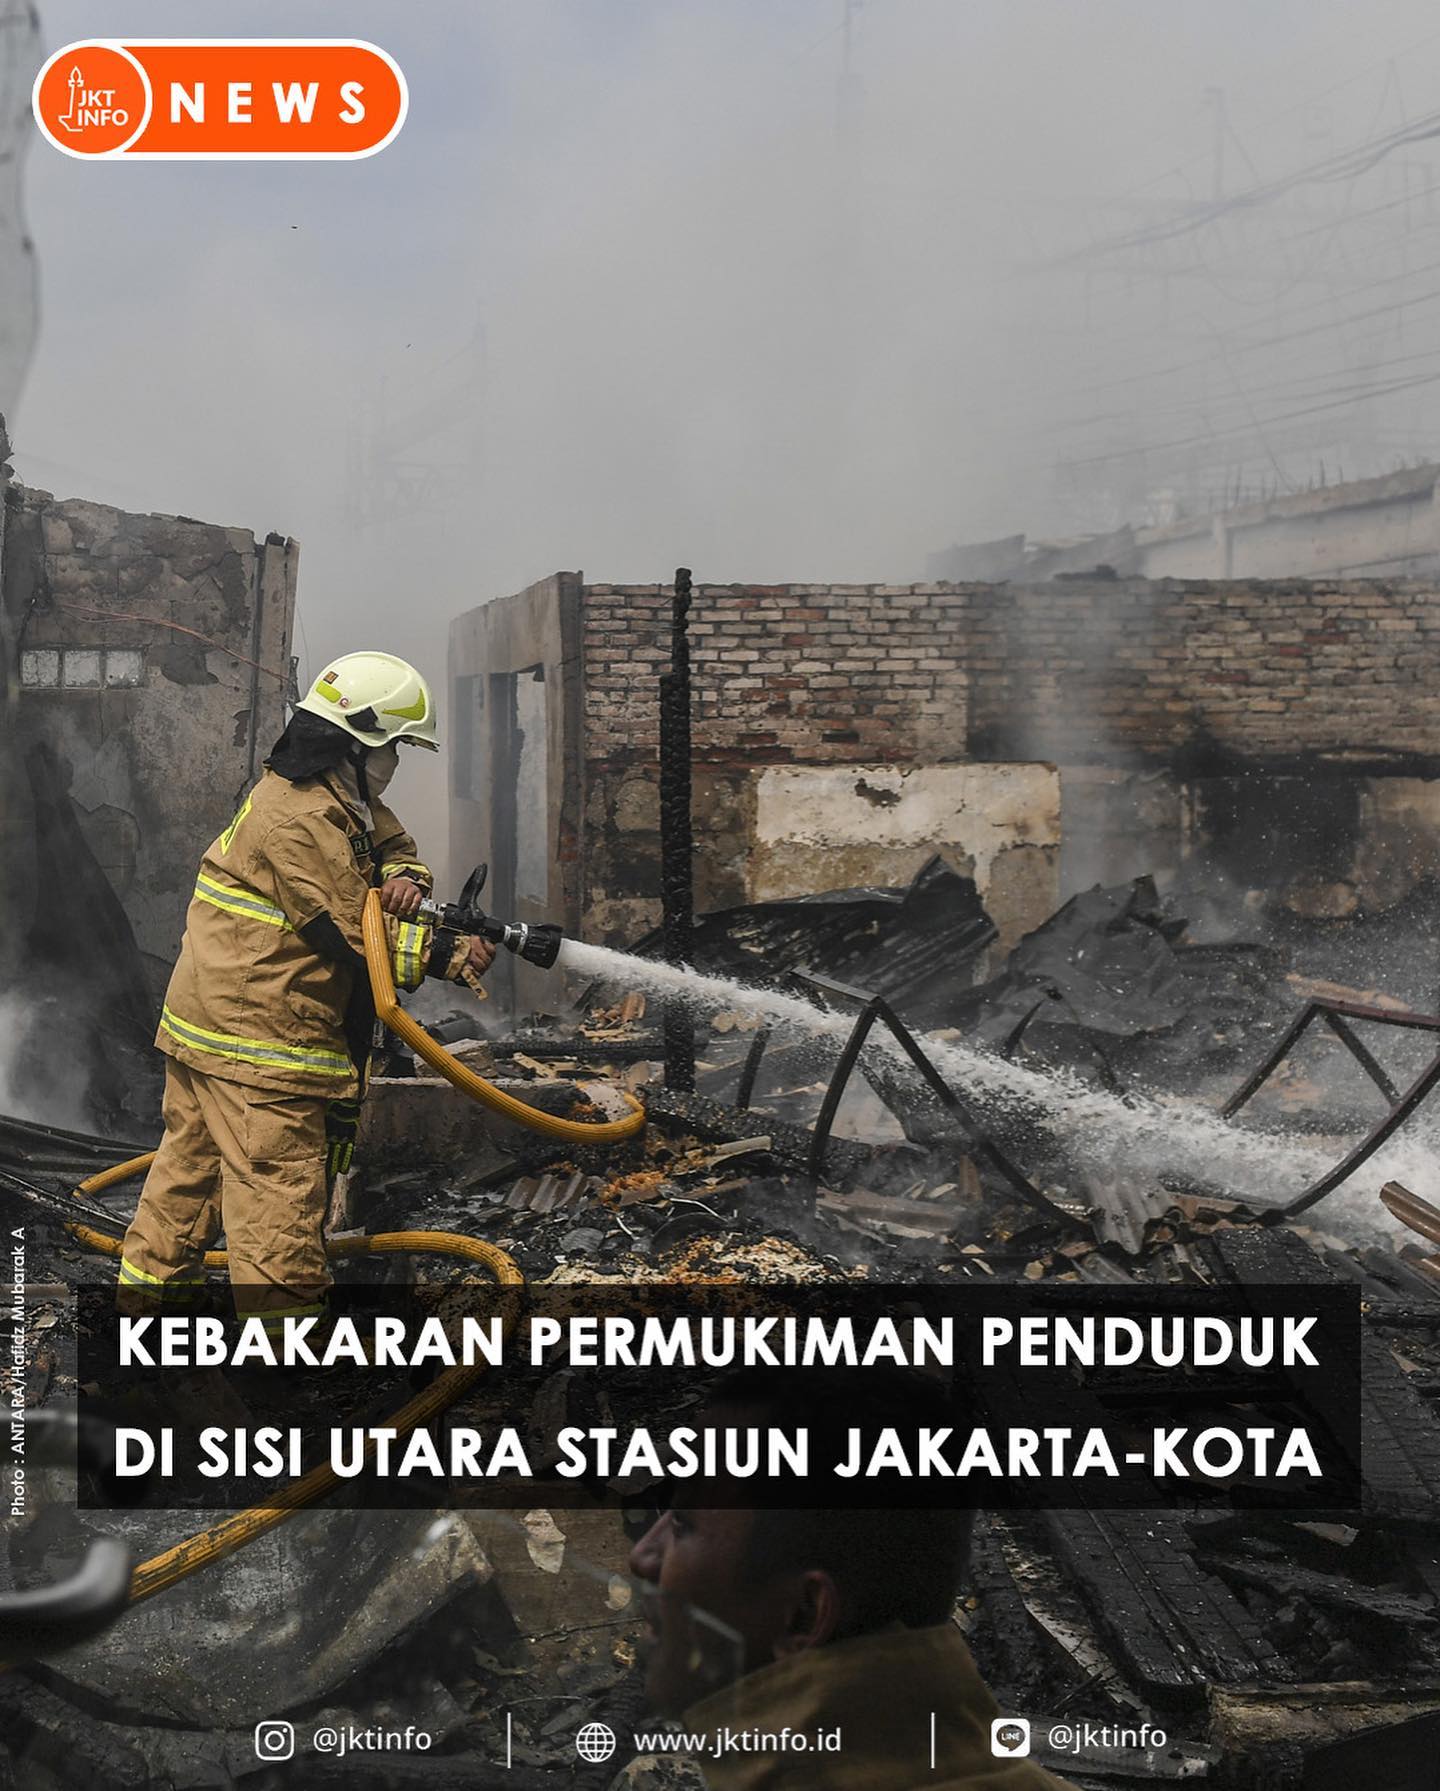 JKT
INFO
NEWS
Photo : ANTARA/Hafidz Mubarak A
KEBAKARAN PERMUKIMAN PENDUDUK
DI SISI UTARA STASIUN JAKARTA-KOTA
@jktinfo
www.jktinfo.id
LINE
@jktinfo